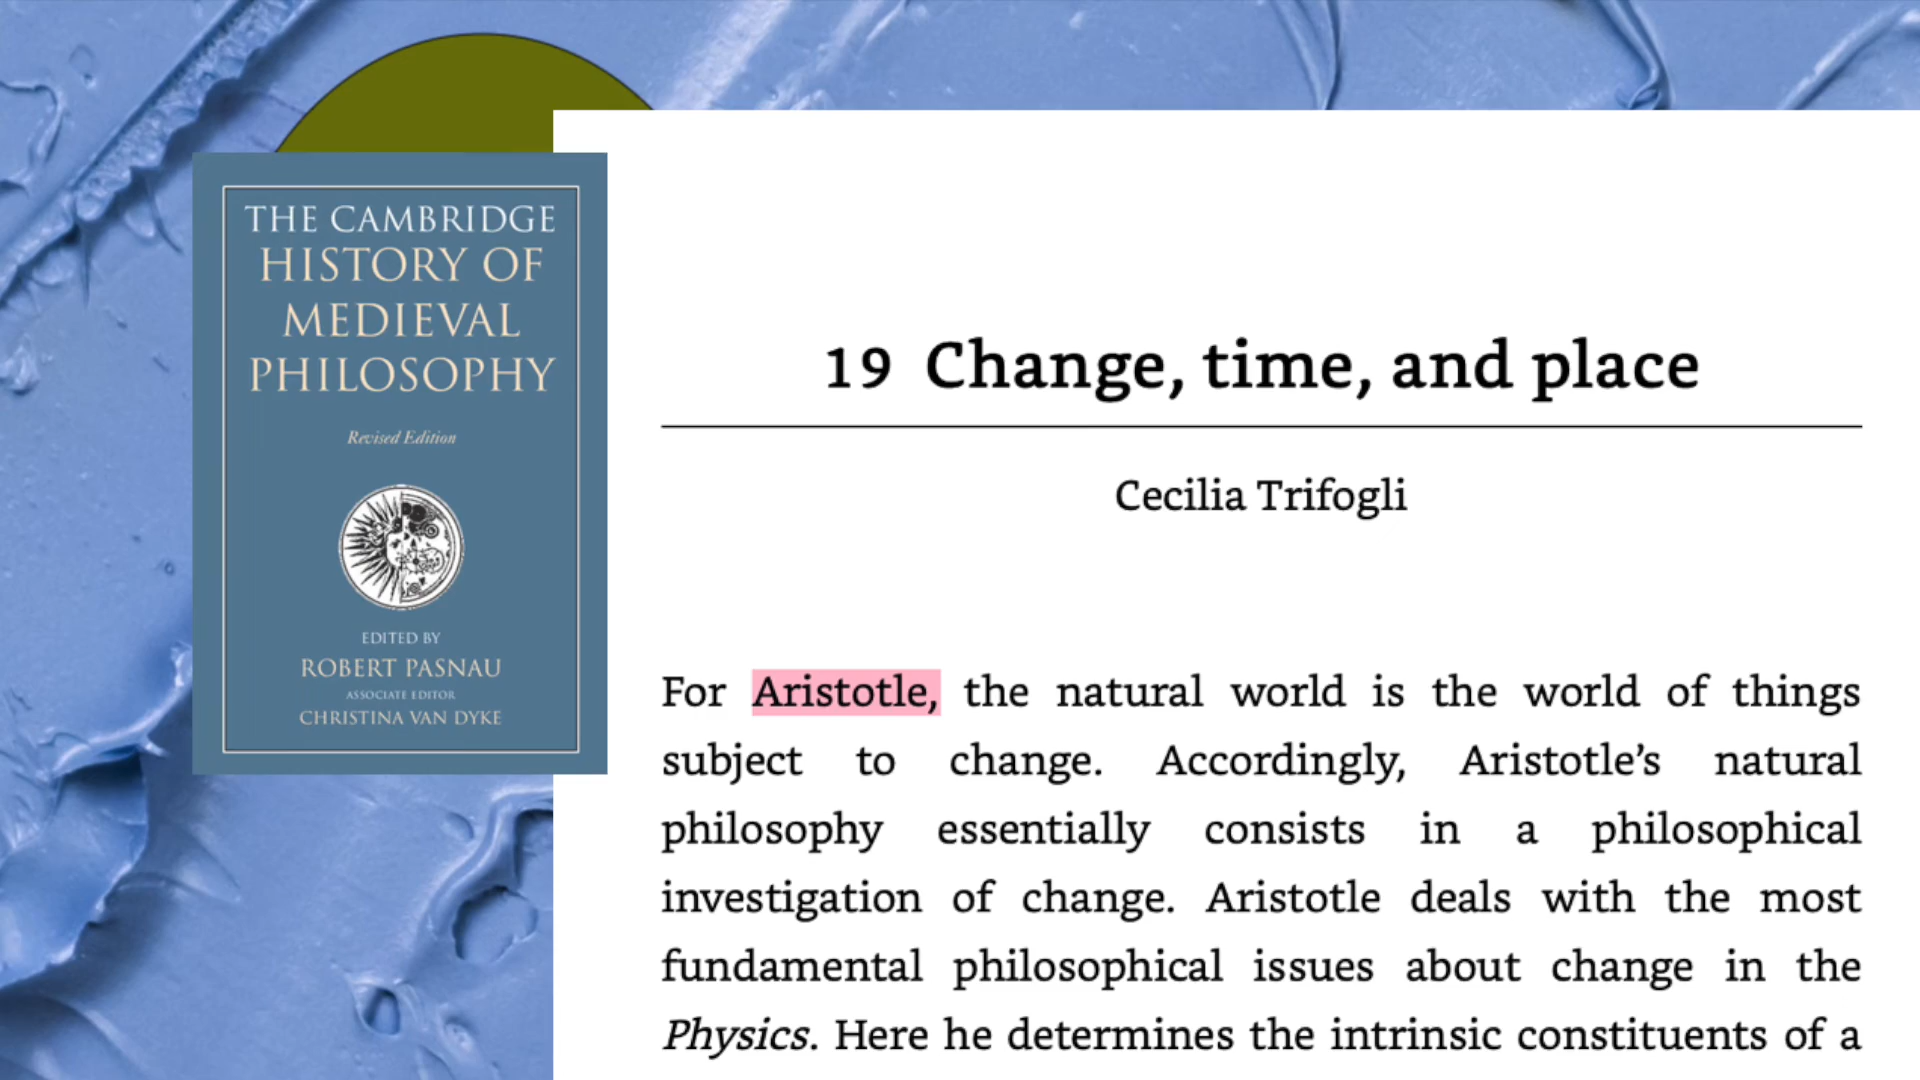 THE CAMBRIDGE
HISTORY OF
MEDIEVAL
PHILOSOPHY
Revised Edition
EDITED BY
ROBERT PASNAU
ASSOCIATE EDITOR
CHRISTINA VAN DYKE
19 Change, time, and place
Cecilia Trifogli
For Aristotle, the natural world is the world of things
subject to change. Accordingly, Aristotle’s natural
philosophy essentially consists in a philosophical
investigation of change. Aristotle deals with the most
fundamental philosophical issues about change in the
Physics. Here he determines the intrinsic constituents of a